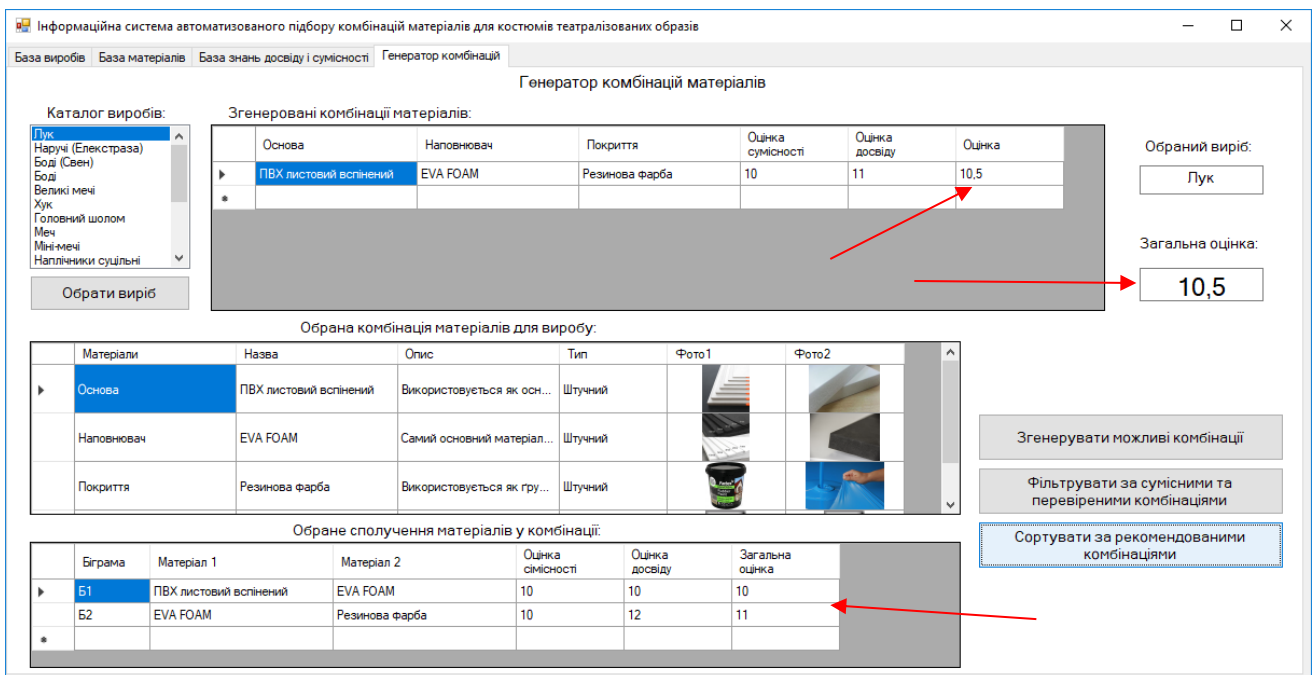 Інформаційна система автоматизованого підбору комбінацій матеріалів для костюмів театралізованих образів
База виробів База матеріалів База знань досвіду і сумісності Генератор комбінацій
Генератор комбінацій матеріалів
Каталог виробів:
Лук
Наручі (Електраза)
Боді (Свен)
Боді
Великі мечі
Хук
Головний шолом
Меч
Міні-мечі
Наплічники суцільні
Обрати виріб
Згенеровані комбінації матеріалів:
Основа Наповнювач Покриття Оцінка сумісності Оцінка досвіду Оцінка
ПВХ листовий вспінений EVA FOAM Резинова фарба 10 11 10,5
Обраний виріб:
Лук
Загальна оцінка:
10,5
Обрана комбінація матеріалів для виробу:
Матеріали Назва Опис Тип Фото1 Фото2
Основа ПВХ листовий вспінений Використовується як осн... Штучний
Наповнювач EVA FOAM Самий основний матеріал... Штучний
Покриття Резинова фарба Використовується як ґру... Штучний
Згенерувати можливі комбінації
Фільтрувати за сумісними та
перевіреними комбінаціями
Сортувати за рекомендованими
комбінаціями
Обране сполучення матеріалів у комбінації:
Біграма Матеріал 1 Матеріал 2 Оцінка сімісності Оцінка досвіду Загальна оцінка
Б1 ПВХ листовий вспінений EVA FOAM 10 10 10
Б2 EVA FOAM Резинова фарба 10 12 11